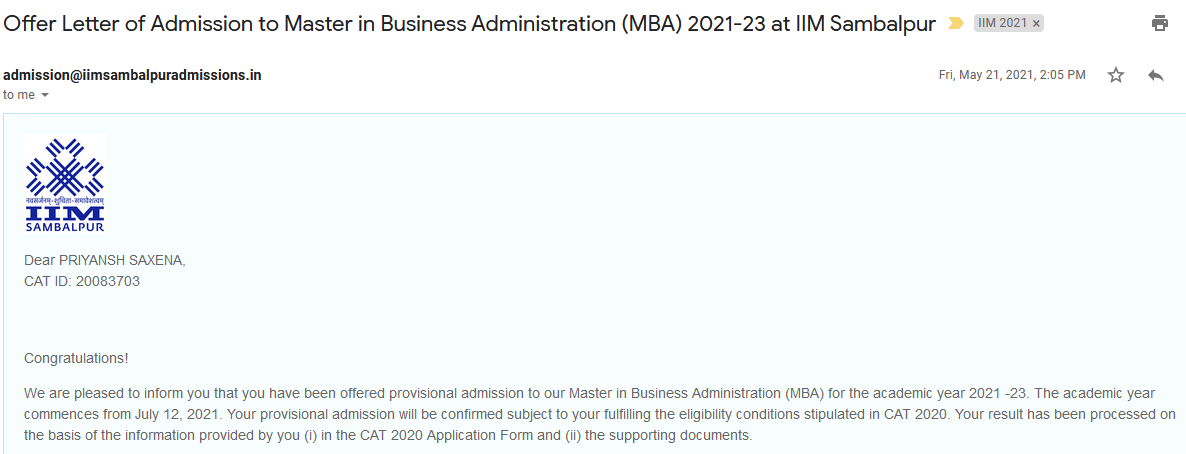 Offer Letter of Admission to Master in Business Administration (MBA) 2021-23 at IIM Sambalpur IIM 2021 ×
admission@iimsambalpuradmissions.in Fri, May 21, 2021, 2:05 PM
to me
नवसर्जनम्-शुचिता-समावेशत्वम्
IIM
SAMBALPUR
Dear PRIYANSH SAXENA,
CAT ID: 20083703
Congratulations!
We are pleased to inform you that you have been offered provisional admission to our Master in Business Administration (MBA) for the academic year 2021 -23. The academic year
commences from July 12, 2021. Your provisional admission will be confirmed subject to your fulfilling the eligibility conditions stipulated in CAT 2020. Your result has been processed on
the basis of the information provided by you (i) in the CAT 2020 Application Form and (ii) the supporting documents.